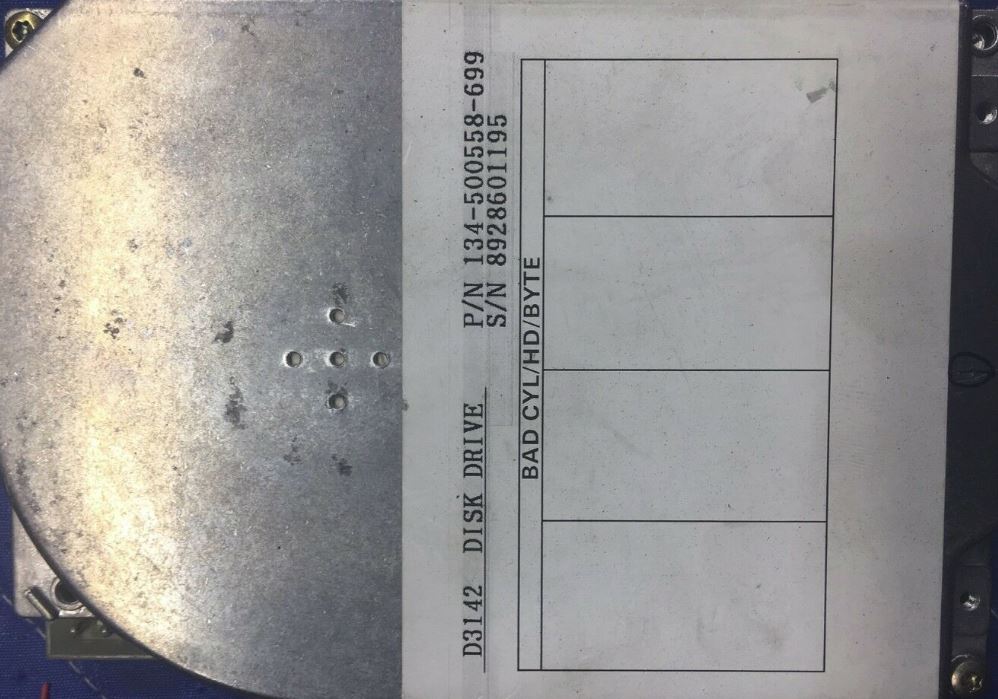 D3142 DISK DRIVE P/N 134-500558-699
S/N 8928601195
BAD CYL/HD/BYTE